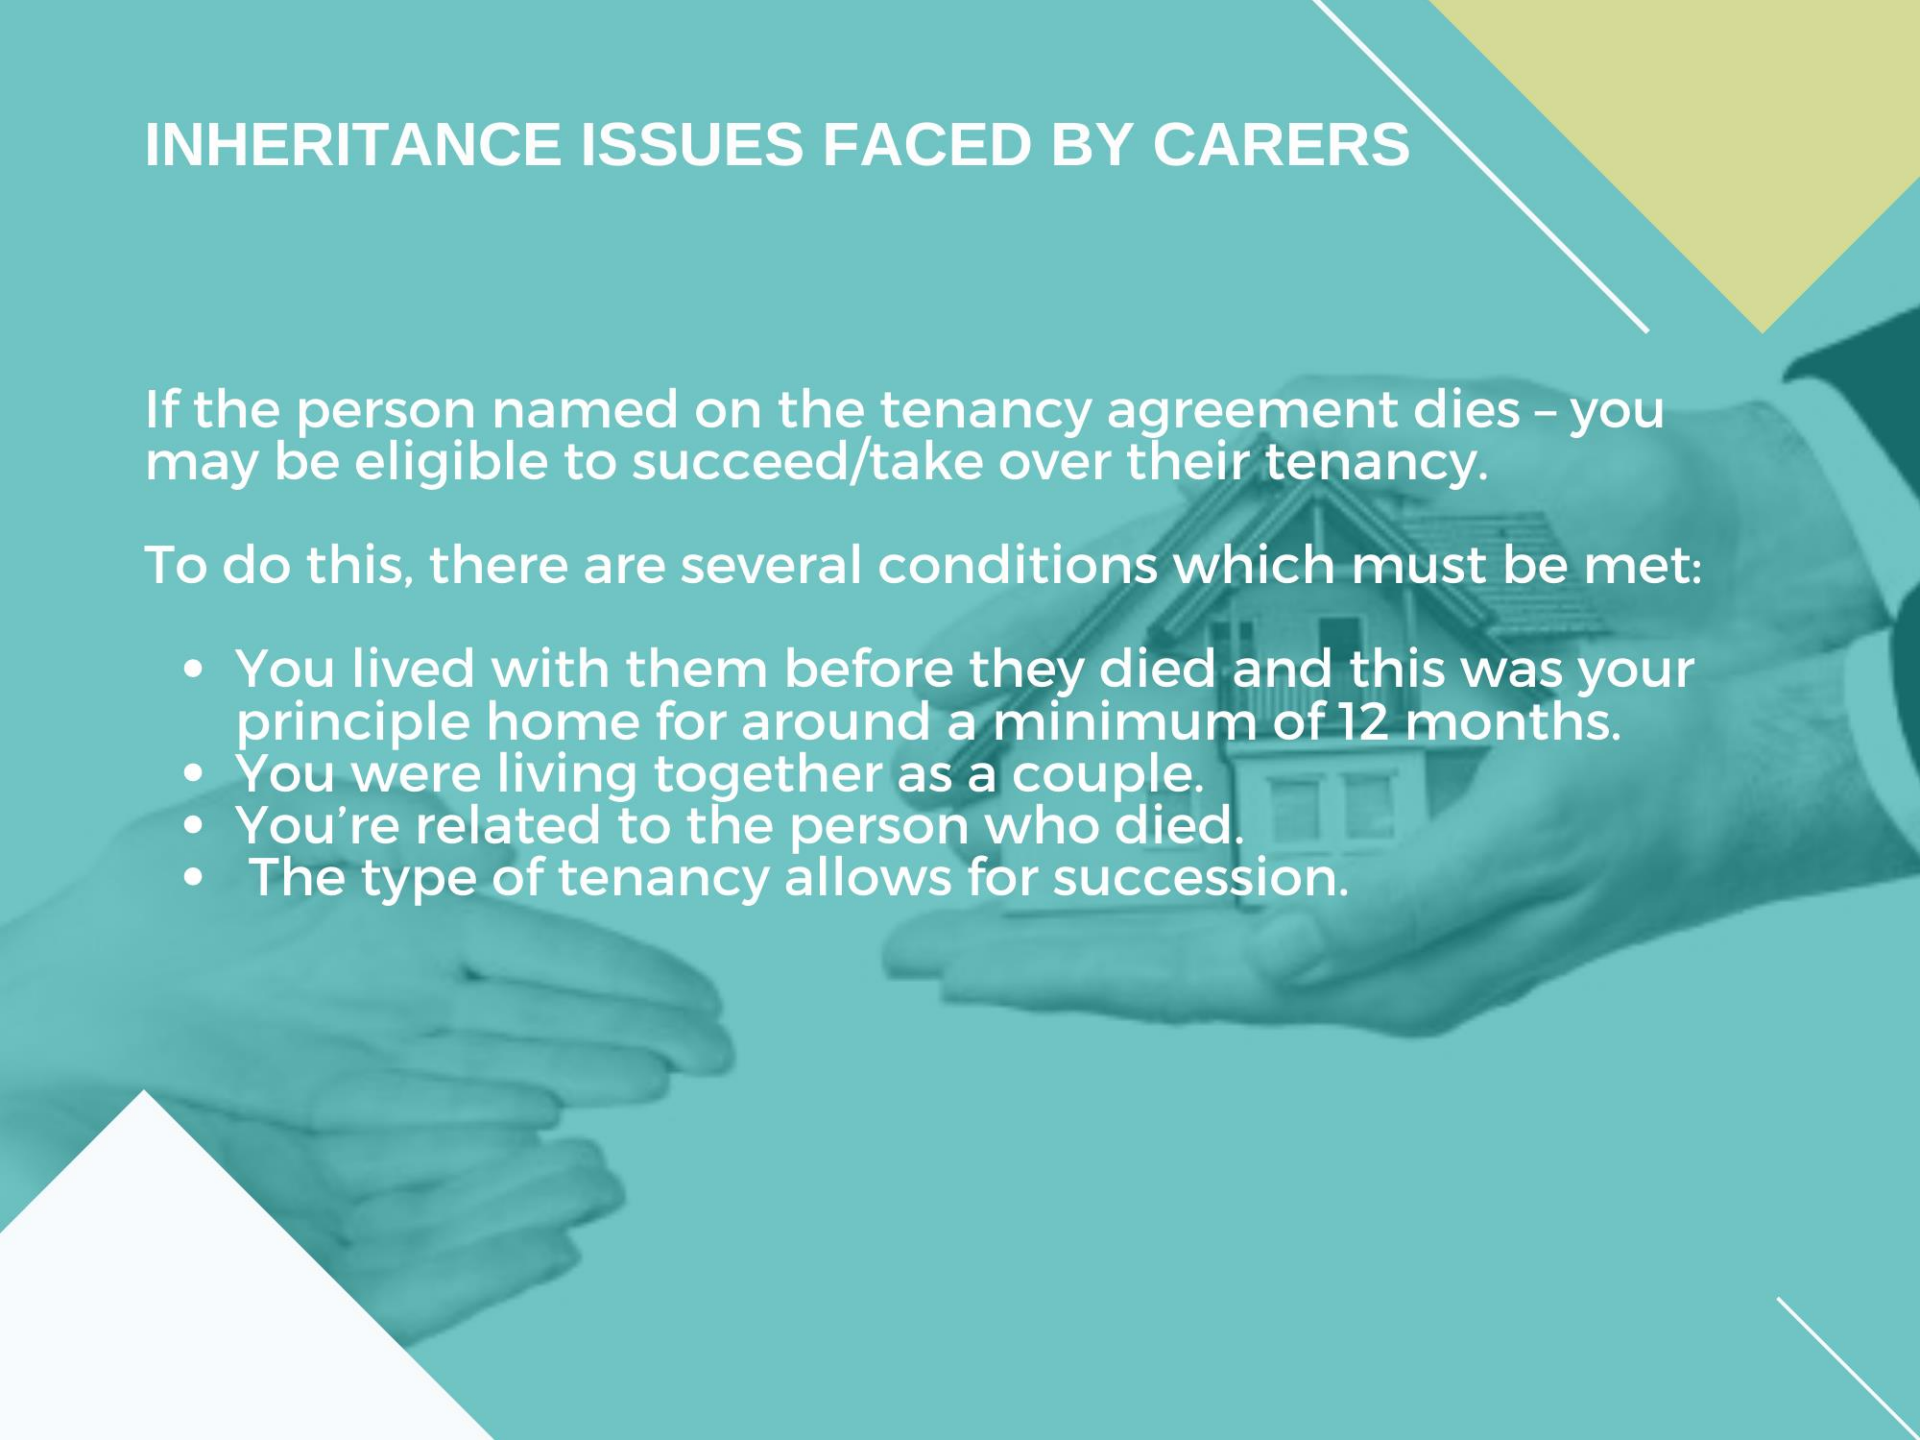 INHERITANCE ISSUES FACED BY CARERS
If the person named on the tenancy agreement dies – you
may be eligible to succeed/take over their tenancy.
To do this, there are several conditions which must be met:
• You lived with them before they died and this was your
principle home for around a minimum of 12 months.
• You were living together as a couple.
• You’re related to the person who died.
• The type of tenancy allows for succession.